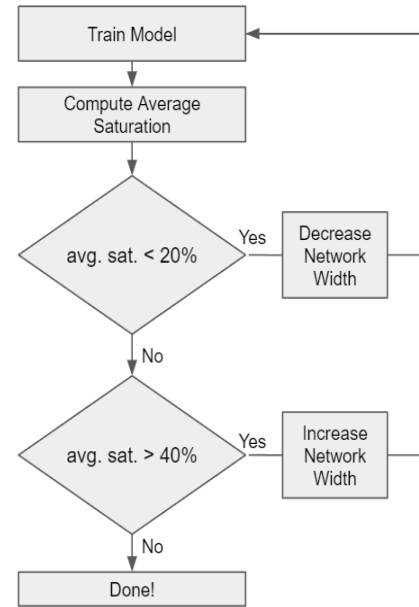 Train Model
Compute Average
Saturation
avg. sat. < 20%
Yes
Decrease
Network
Width
No
avg. sat. > 40%
Yes
Increase
Network
Width
No
Done!